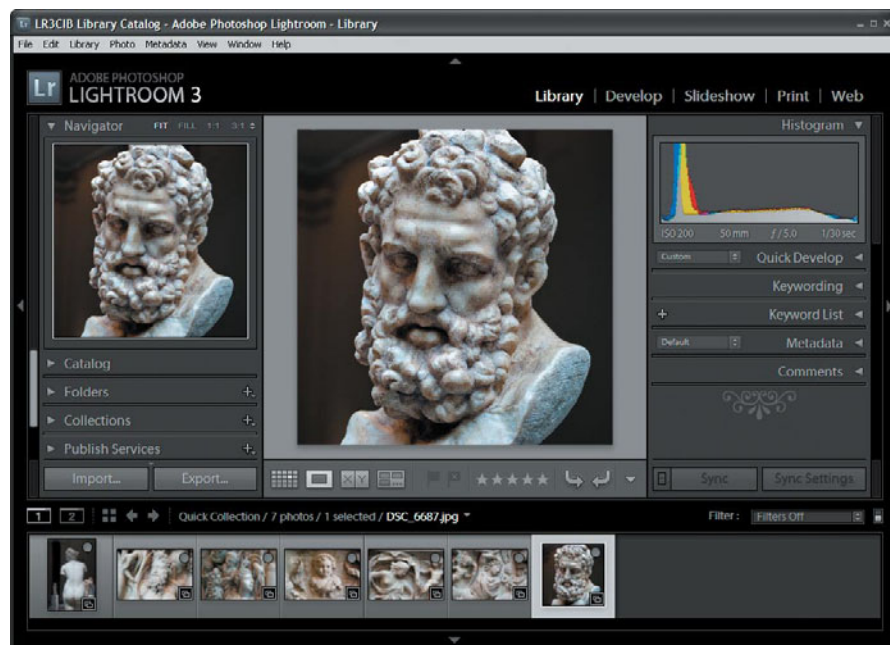 LR3CIB Library Catalog - Adobe Photoshop Lightroom - Library
File Edit Library Photo Metadata View Window Help
Lr
ADOBE PHOTOSHOP
LIGHTROOM 3
Library | Develop | Slideshow | Print | Web
Navigator FIT FILL 1:1 3:1
Histogram
ISO 200 50 mm f / 5.0 1/30 sec
Custom Quick Develop
Keywording
+ Keyword List
Default Metadata
Comments
Catalog
Folders +
Collections +
Publish Services +
Import... Export...
X Y
Sync Sync Settings
1 2 Quick Collection / 7 photos / 1 selected / DSC_6687.jpg
Filter : Filters Off